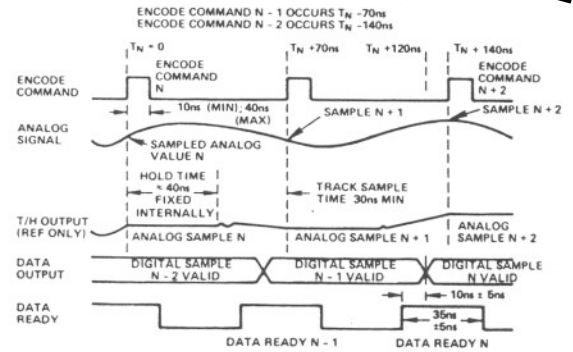 ENCODE COMMAND N - 1 OCCURS TN -70ns
ENCODE COMMAND N - 2 OCCURS TN -140ns
TN = 0
TN +70ns
TN +120ns
TN + 140ns
ENCODE
COMMAND
ENCODE
COMMAND
N
ENCODE
COMMAND
N + 2
10ns (MIN); 40ns
(MAX)
SAMPLE N + 1
SAMPLE N + 2
ANALOG
SIGNAL
SAMPLED ANALOG
VALUE N
HOLD TIME
≈ 40ns
FIXED
INTERNALLY
TRACK SAMPLE
TIME 30ns MIN
T/H OUTPUT
(REF ONLY)
ANALOG SAMPLE N
ANALOG SAMPLE N + 1
ANALOG
SAMPLE N + 2
DATA
OUTPUT
DIGITAL SAMPLE
N - 2 VALID
DIGITAL SAMPLE
N - 1 VALID
DIGITAL SAMPLE
N VALID
10ns ± 5ns
DATA
READY
35ns
±5ns
DATA READY N - 1
DATA READY N